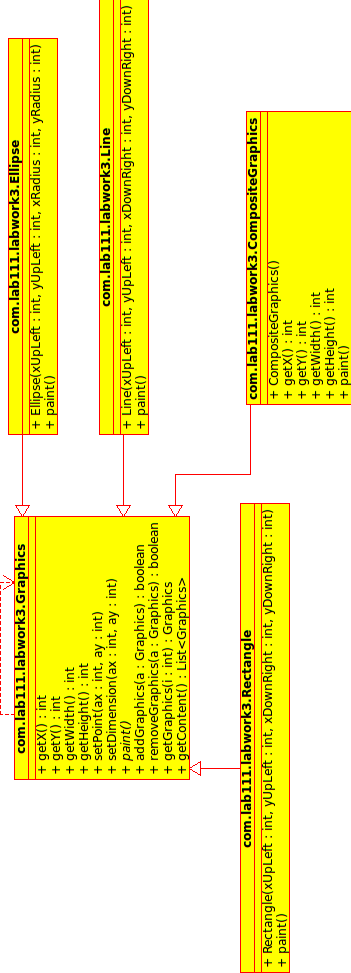 com.lab111.labwork3.Ellipse
+ Ellipse(xUpLeft : int, yUpLeft : int, xRadius : int, yRadius : int)
+ paint()
com.lab111.labwork3.Line
+ Line(xUpLeft : int, yUpLeft : int, xDownRight : int, yDownRight : int)
+ paint()
com.lab111.labwork3.CompositeGraphics
+ CompositeGraphics()
+ getX() : int
+ getY() : int
+ getWidth() : int
+ getHeight() : int
+ paint()
com.lab111.labwork3.Graphics
+ getX() : int
+ getY() : int
+ getWidth() : int
+ getHeight() : int
+ setPoint(ax : int, ay : int)
+ setDimension(ax : int, ay : int)
+ paint()
+ addGraphics(a : Graphics) : boolean
+ removeGraphics(a : Graphics) : boolean
+ getGraphics(i : int) : Graphics
+ getContent() : List<Graphics>
com.lab111.labwork3.Rectangle
+ Rectangle(xUpLeft : int, yUpLeft : int, xDownRight : int, yDownRight : int)
+ paint()